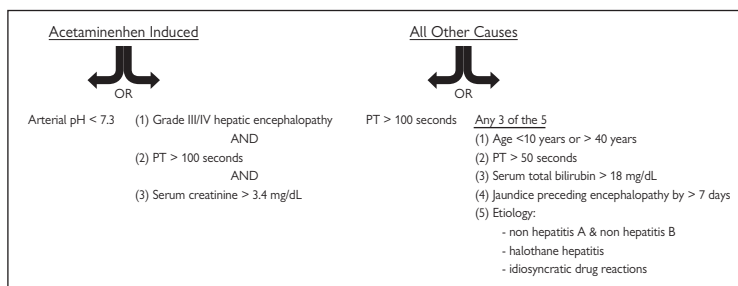 Acetaminenhen Induced
OR
Arterial pH < 7.3
(1) Grade III/IV hepatic encephalopathy
AND
(2) PT > 100 seconds
AND
(3) Serum creatinine > 3.4 mg/dL
All Other Causes
OR
PT > 100 seconds
Any 3 of the 5
(1) Age <10 years or > 40 years
(2) PT > 50 seconds
(3) Serum total bilirubin > 18 mg/dL
(4) Jaundice preceding encephalopathy by > 7 days
(5) Etiology:
- non hepatitis A & non hepatitis B
- halothane hepatitis
- idiosyncratic drug reactions